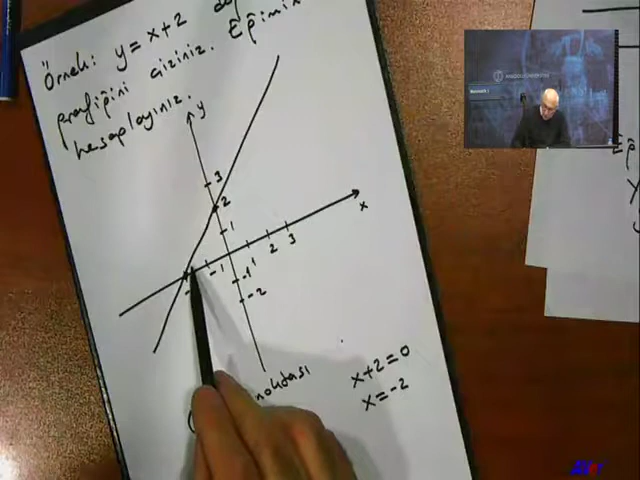 Örnek: y = x+2
grafiğini çiziniz. Eğimini
hesaplayınız.
y
3
2
1
x
-1 1 2 3
-1
-2
noktası
x+2=0
x=-2